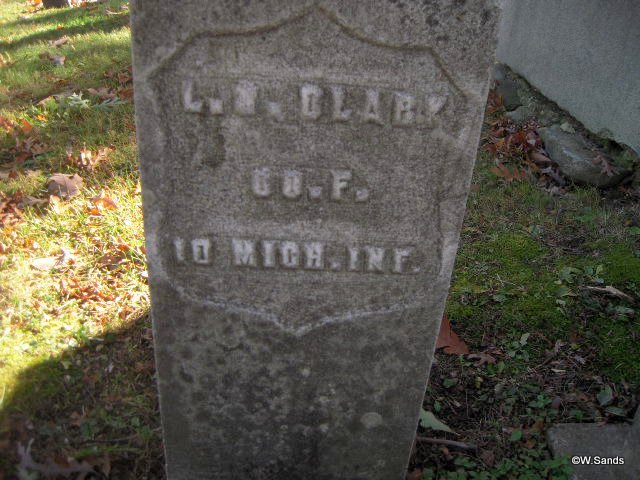 L.N. CLARK
CO. F.
10 MICH. INF.
©W.Sands